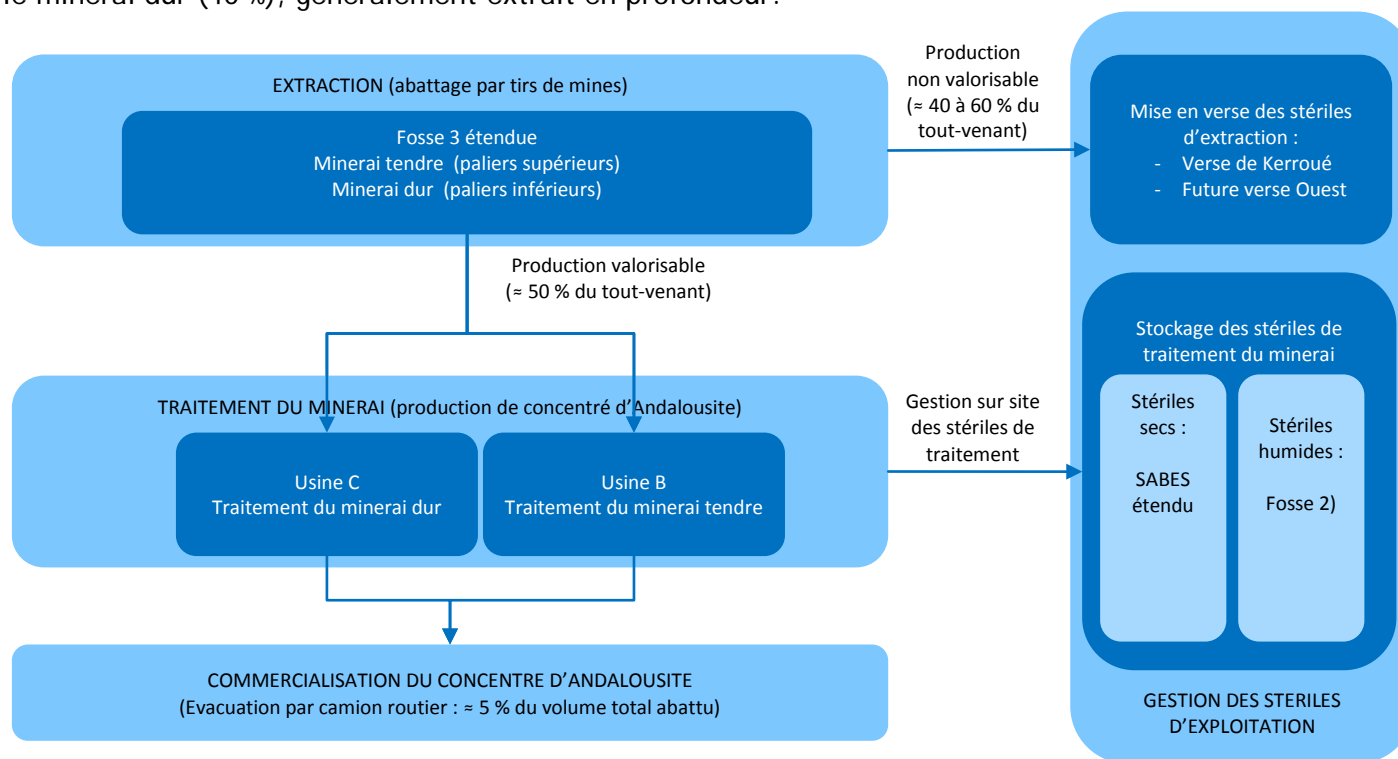 le minerai dur (40 %), généralement extrait en profondeur.
EXTRACTION (abattage par tirs de mines)
Fosse 3 étendue
Minerai tendre (paliers supérieurs)
Minerai dur (paliers inférieurs)
Production
non valorisable
(≈ 40 à 60 % du
tout-venant)
Mise en verse des stériles
d’extraction :
- Verse de Kerroué
- Future verse Ouest
Production valorisable
(≈ 50 % du tout-venant)
TRAITEMENT DU MINERAI (production de concentré d’Andalousite)
Usine C
Traitement du minerai dur
Usine B
Traitement du minerai tendre
Gestion sur site
des stériles de
traitement
Stockage des stériles de
traitement du minerai
Stériles
secs :
SABES
étendu
Stériles
humides :
Fosse 2)
COMMERCIALISATION DU CONCENTRE D’ANDALOUSITE
(Evacuation par camion routier : ≈ 5 % du volume total abattu)
GESTION DES STERILES
D’EXPLOITATION